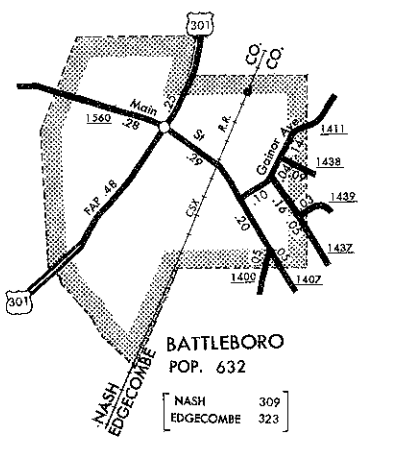 301
CO.
CO.
Main
1560
.28
.25
St
.29
R.R.
CSX
FAP .48
Gainor Ave.
.14
1411
1438
.04
.09
1439
.03
.10
.16
.05
1437
.20
.05
.05
1400
1407
301
NASH
EDGECOMBE
BATTLEBORO
POP. 632
NASH 309
EDGECOMBE 323